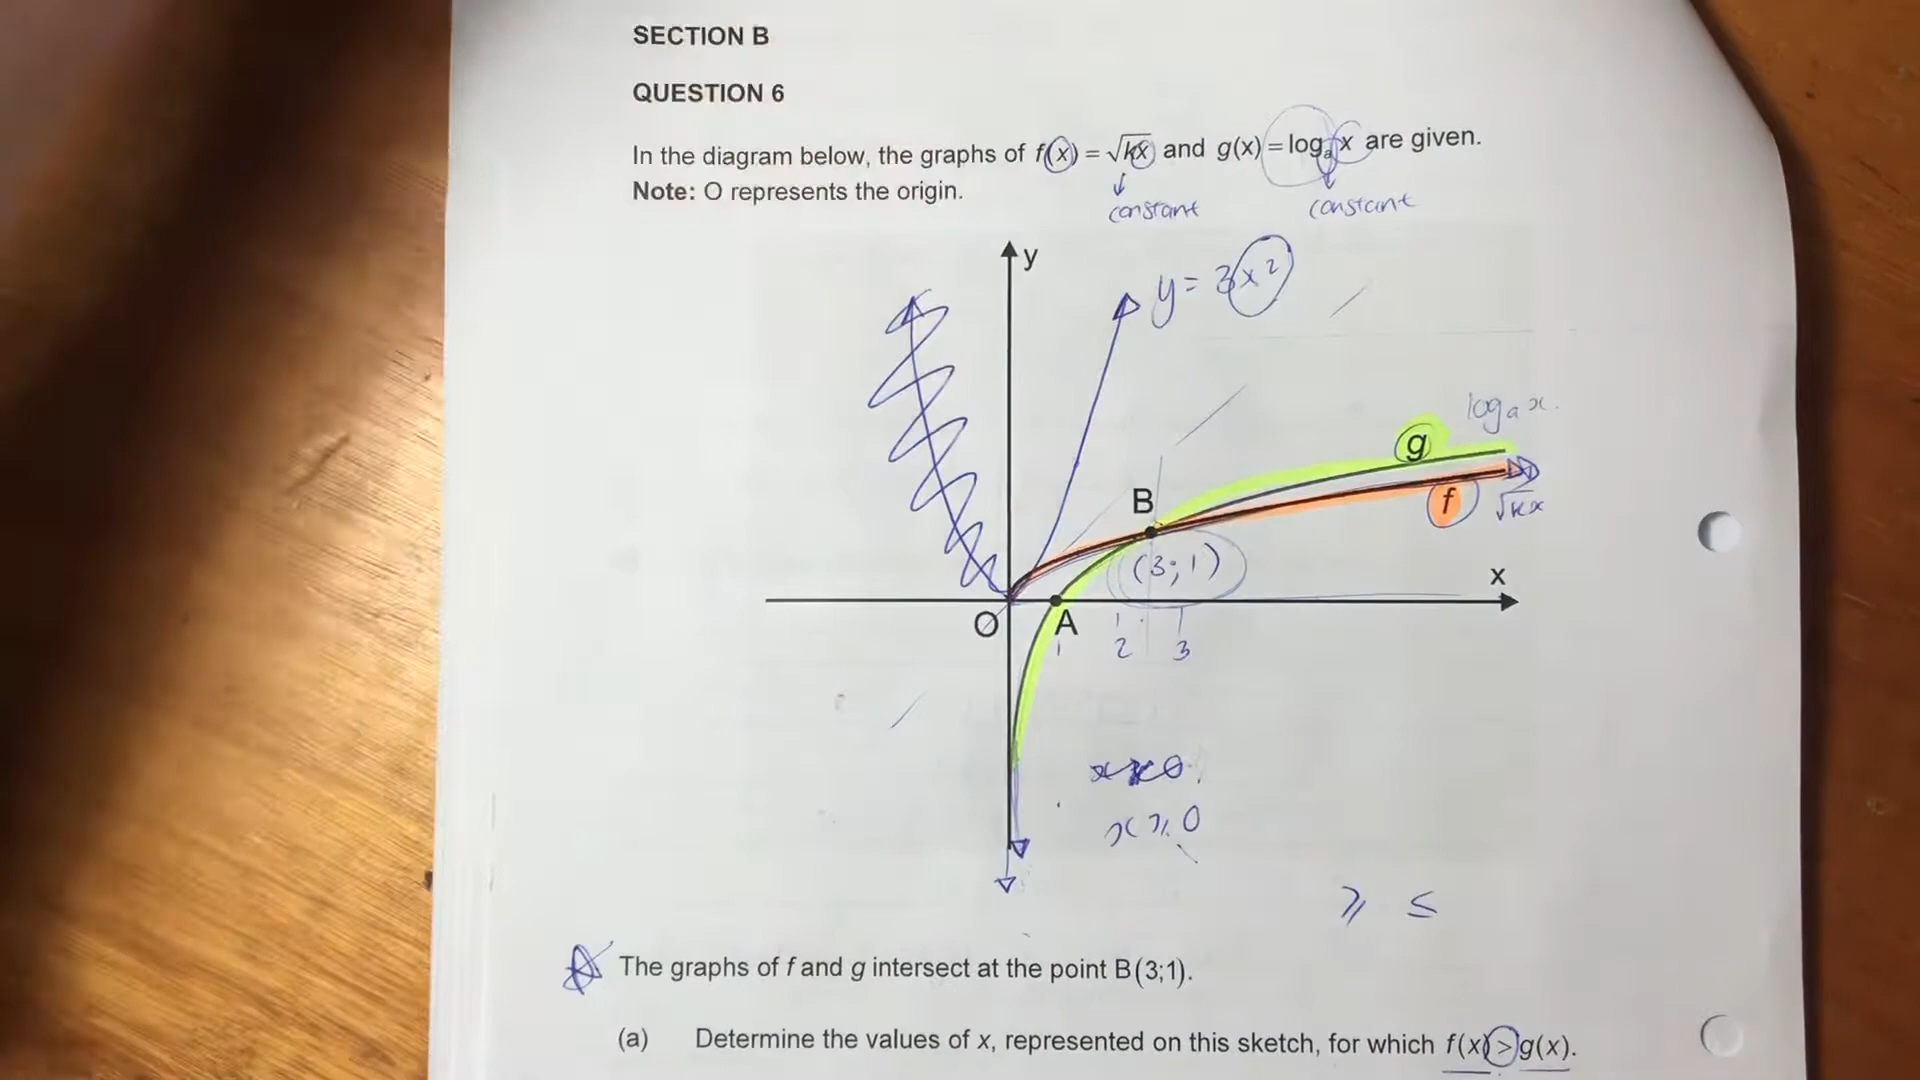 SECTION B
QUESTION 6
In the diagram below, the graphs of f(x) = √kx and g(x) = logₐx are given.
Note: O represents the origin.
constant
constant
y
y = 3x²
logₐx.
g
B
f
√kx
(3;1)
x
O
A
1 2 3
x ⩾ 0
⩾ ≤
The graphs of f and g intersect at the point B(3;1).
(a) Determine the values of x, represented on this sketch, for which f(x) > g(x).